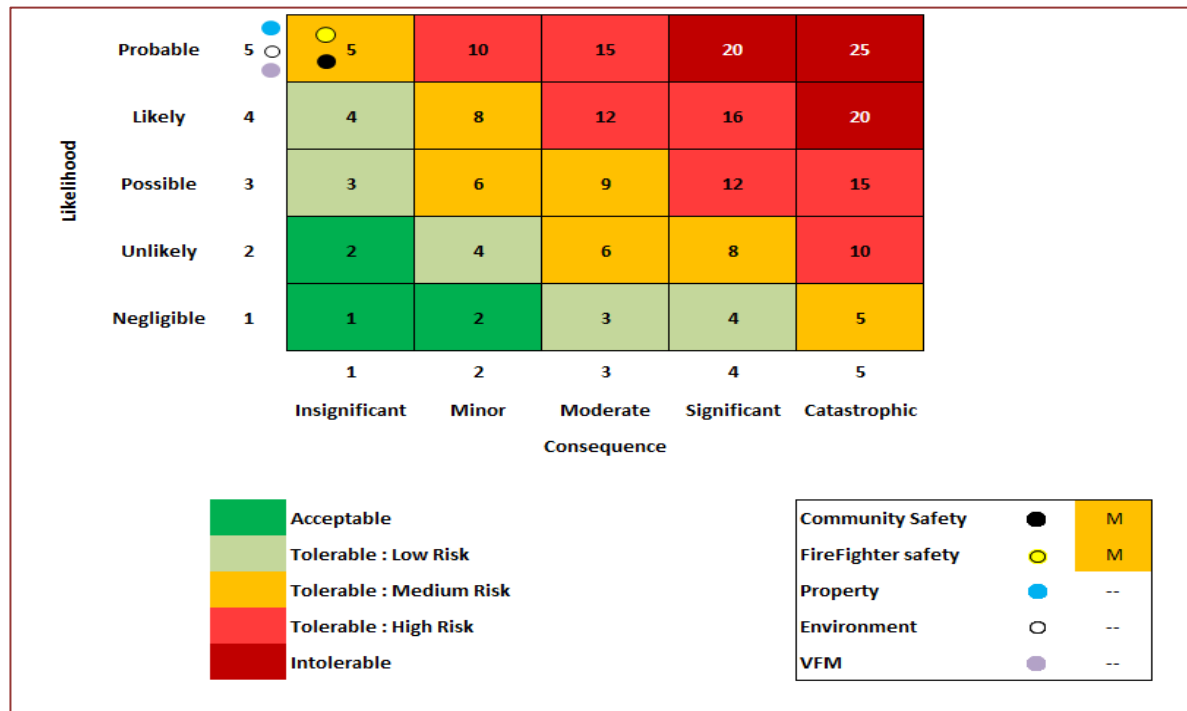 Probable 5 5 10 15 20 25
Likely 4 4 8 12 16 20
Likelihood
Possible 3 3 6 9 12 15
Unlikely 2 2 4 6 8 10
Negligible 1 1 2 3 4 5
1 2 3 4 5
Insignificant Minor Moderate Significant Catastrophic
Consequence
Acceptable
Tolerable : Low Risk
Tolerable : Medium Risk
Tolerable : High Risk
Intolerable
Community Safety M
FireFighter safety M
Property --
Environment --
VFM --